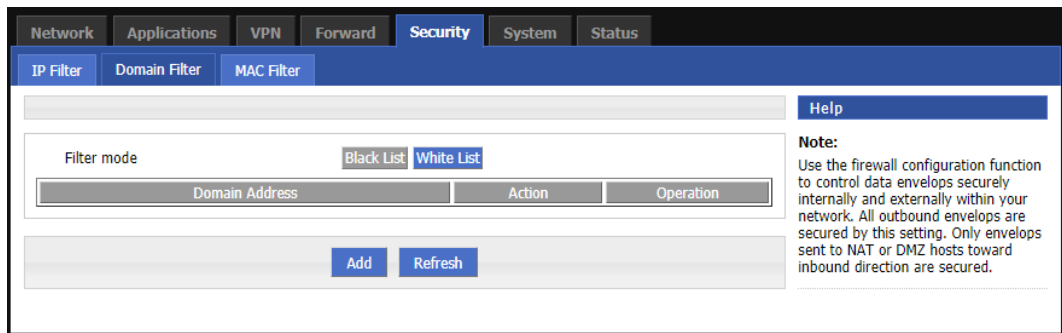 Network Applications VPN Forward Security System Status
IP Filter Domain Filter MAC Filter
Filter mode Black List White List
Domain Address Action Operation
Add Refresh
Help
Note:
Use the firewall configuration function
to control data envelops securely
internally and externally within your
network. All outbound envelops are
secured by this setting. Only envelops
sent to NAT or DMZ hosts toward
inbound direction are secured.